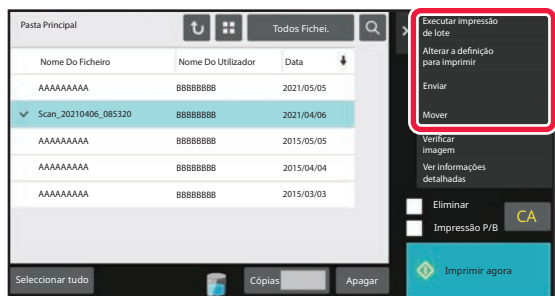 Pasta Principal
Todos Fichei.
Nome Do Ficheiro
Nome Do Utilizador
Data
AAAAAAAAA BBBBBBBB 2021/05/05
Scan_20210406_085320 BBBBBBBB 2021/04/06
AAAAAAAAA BBBBBBBB 2015/05/05
AAAAAAAAA BBBBBBBB 2015/04/04
AAAAAAAAA BBBBBBBB 2015/03/03
Seleccionar tudo
Cópias
Apagar
Executar impressão
de lote
Alterar a definição
para imprimir
Enviar
Mover
Verificar
imagem
Ver informações
detalhadas
Eliminar
Impressão P/B
CA
Imprimir agora